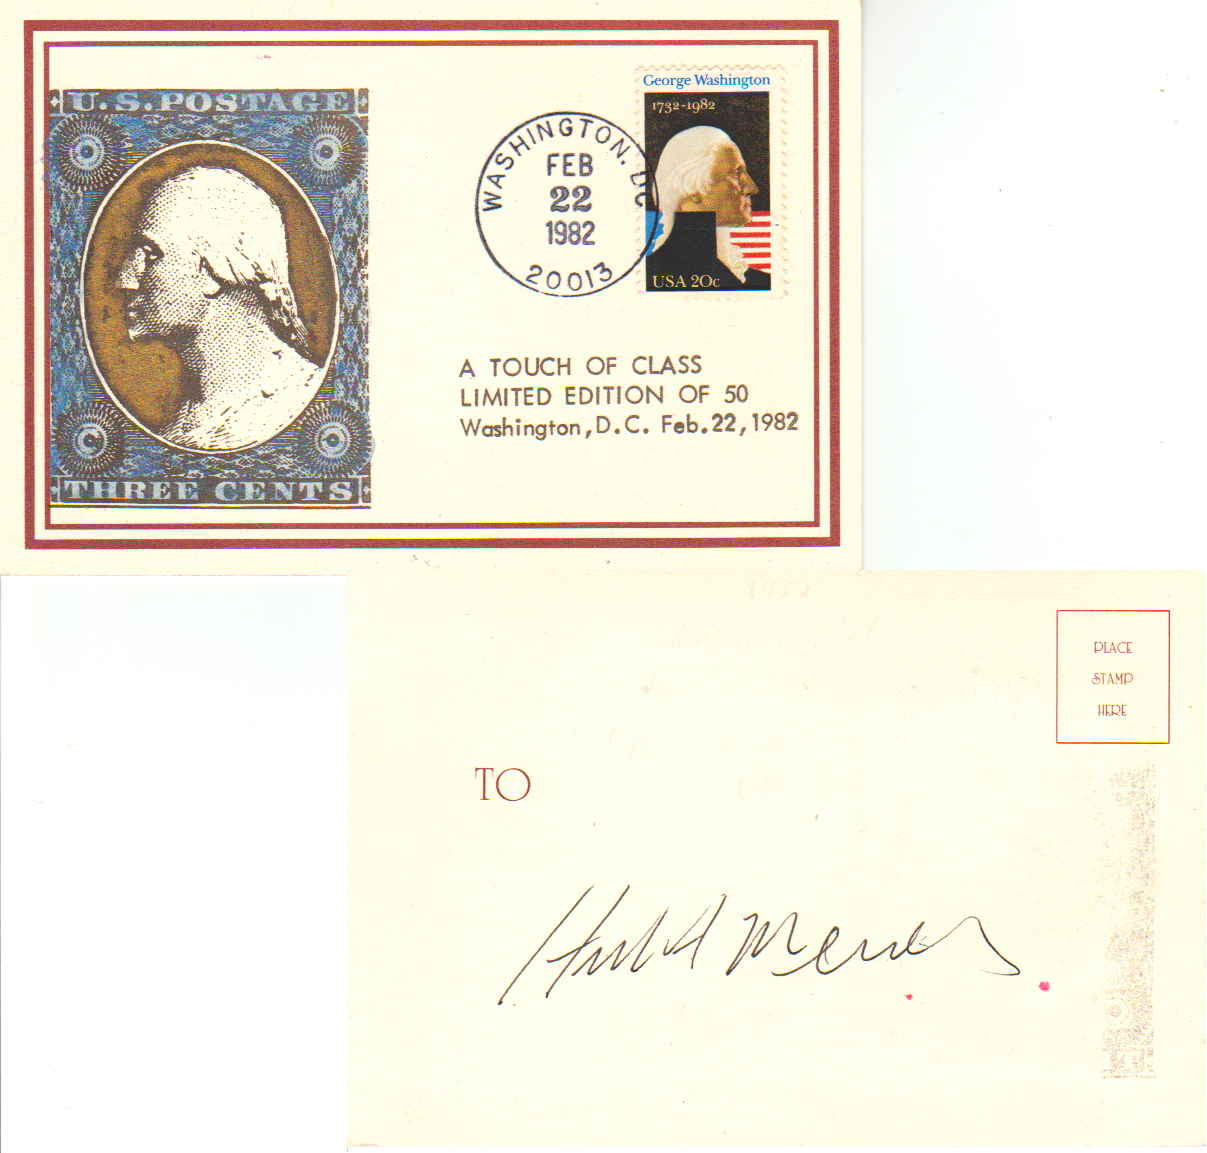 U.S.POSTAGE
THREE CENTS
WASHINGTON, DC
FEB
22
1982
20013
George Washington
1732-1982
USA 20c
A TOUCH OF CLASS
LIMITED EDITION OF 50
Washington, D.C. Feb. 22, 1982
PLACE
STAMP
HERE
TO